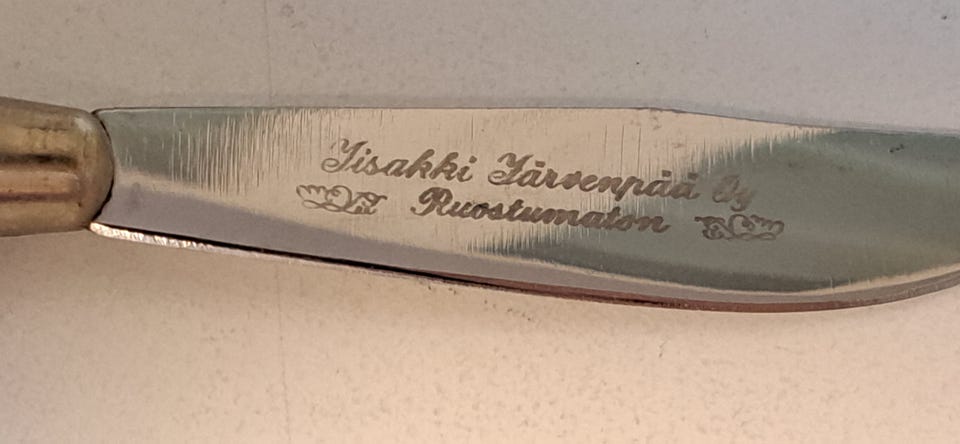 Iisakki Järvenpää Oy
Ruostumaton